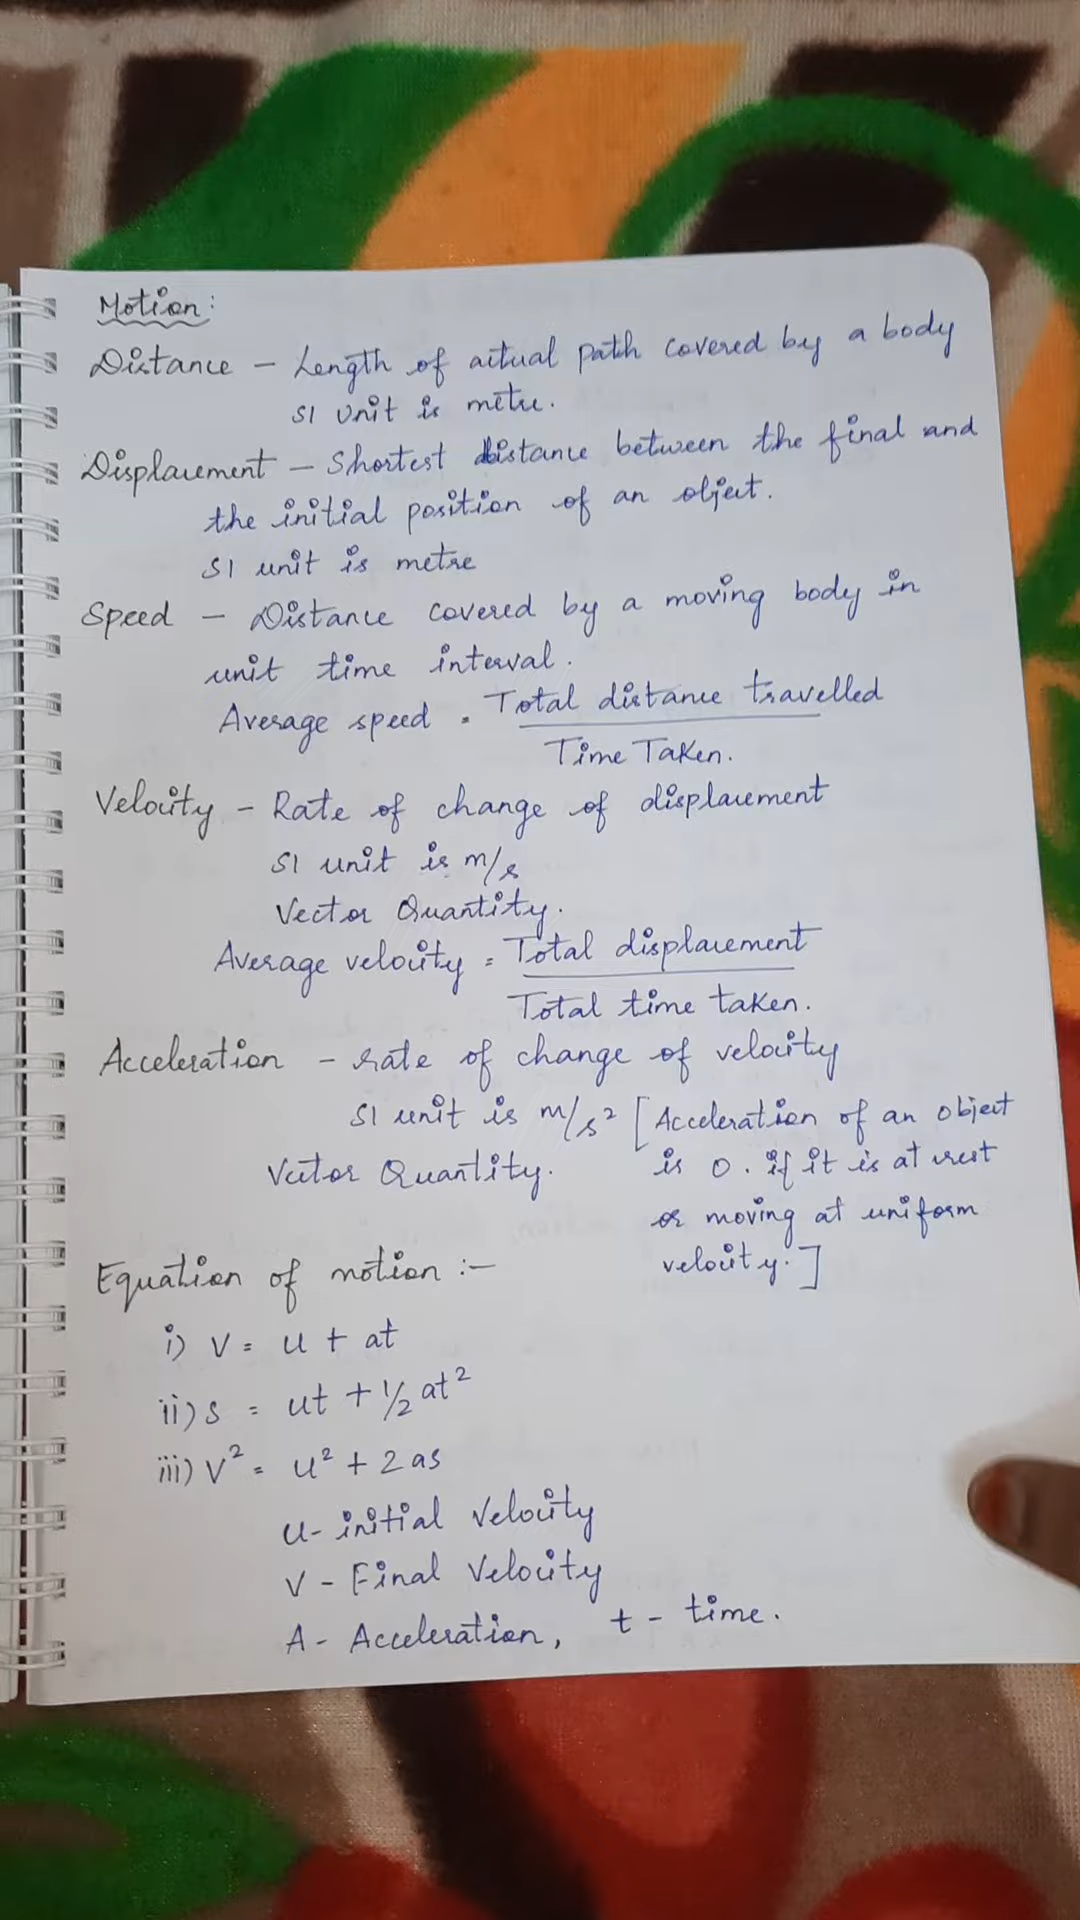 Motion:
Distance – Length of actual path covered by a body
SI unit is metre.
Displacement – Shortest distance between the final and
the initial position of an object.
SI unit is metre
Speed – Distance covered by a moving body in
unit time interval.
Average speed = Total distance travelled
Time Taken.
Velocity – Rate of change of displacement
SI unit is m/s
Vector Quantity.
Average velocity = Total displacement
Total time taken.
Acceleration – rate of change of velocity
SI unit is m/s² [Acceleration of an object
Vector Quantity. is 0. if it is at rest
or moving at uniform
velocity.]
Equation of motion :–
i) V = u + at
ii) s = ut + 1/2 at²
iii) V² = u² + 2as
u - initial velocity
V - Final velocity
A - Acceleration, t - time.